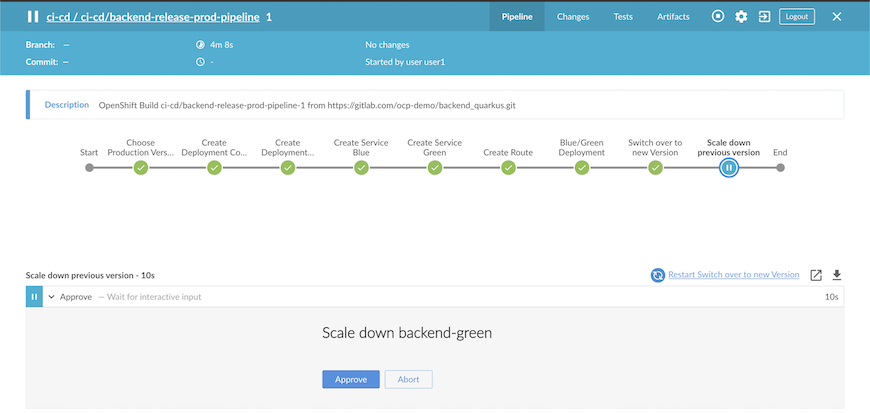 ci-cd / ci-cd/backend-release-prod-pipeline 1
Pipeline
Changes
Tests
Artifacts
Logout
Branch: —
4m 8s
No changes
Commit: —
-
Started by user user1
Description
OpenShift Build ci-cd/backend-release-prod-pipeline-1 from https://gitlab.com/ocp-demo/backend_quarkus.git
Start
Choose
Production Vers...
Create
Deployment Co...
Create
Deployment...
Create Service
Blue
Create Service
Green
Create Route
Blue/Green
Deployment
Switch over to
new Version
Scale down
previous version
End
Scale down previous version - 10s
Restart Switch over to new Version
Approve — Wait for interactive input
10s
Scale down backend-green
Approve
Abort